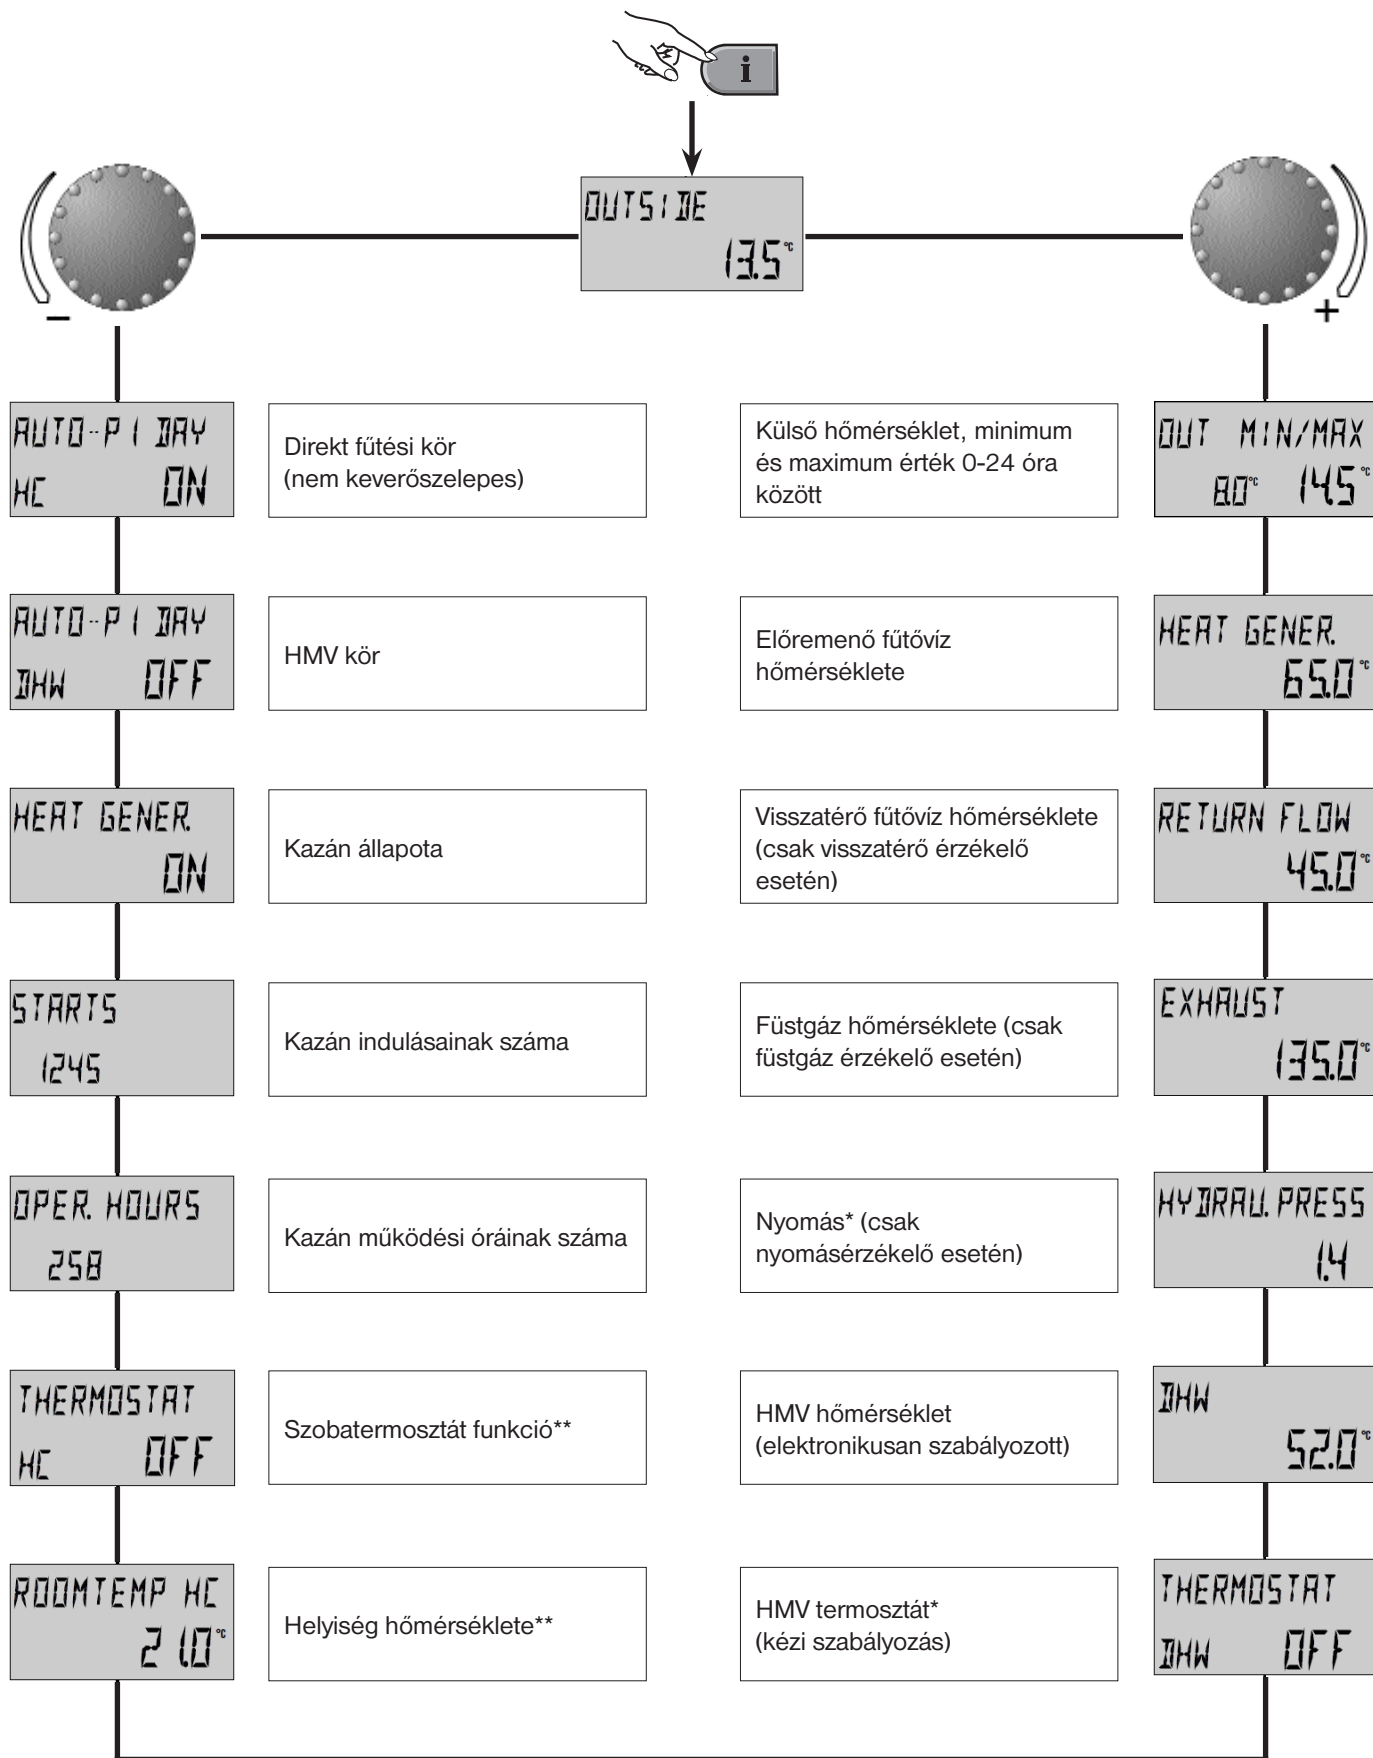 i
OUTSIDE
13.5°C
−
+
AUTO-P1 DAY
HC ON
Direkt fűtési kör
(nem keverőszelepes)
Külső hőmérséklet, minimum
és maximum érték 0-24 óra
között
OUT MIN/MAX
8.0°C 14.5°C
AUTO-P1 DAY
DHW OFF
HMV kör
Előremenő fűtővíz
hőmérséklete
HEAT GENER.
65.0°C
HEAT GENER.
ON
Kazán állapota
Visszatérő fűtővíz hőmérséklete
(csak visszatérő érzékelő
esetén)
RETURN FLOW
45.0°C
STARTS
1245
Kazán indulásainak száma
Füstgáz hőmérséklete (csak
füstgáz érzékelő esetén)
EXHAUST
135.0°C
OPER. HOURS
258
Kazán működési óráinak száma
Nyomás* (csak
nyomásérzékelő esetén)
HYDRAU. PRESS
1.4
THERMOSTAT
HC OFF
Szobatermosztát funkció**
HMV hőmérséklet
(elektronikusan szabályozott)
DHW
52.0°C
ROOMTEMP HC
21.0°C
Helyiség hőmérséklete**
HMV termosztát*
(kézi szabályozás)
THERMOSTAT
DHW OFF